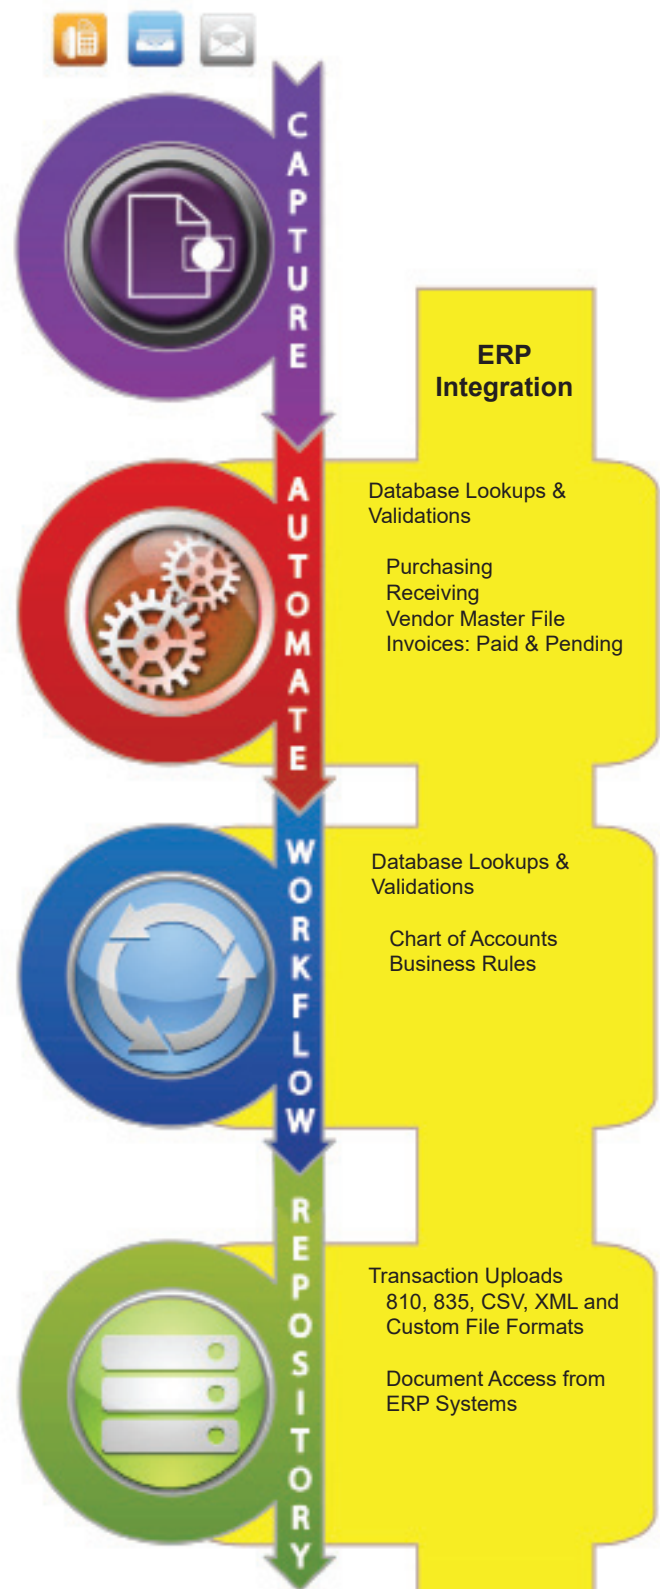 CAPTURE
ERP
Integration
AUTOMATE
Database Lookups &
Validations
Purchasing
Receiving
Vendor Master File
Invoices: Paid & Pending
WORKFLOW
Database Lookups &
Validations
Chart of Accounts
Business Rules
REPOSITORY
Transaction Uploads
810, 835, CSV, XML and
Custom File Formats
Document Access from
ERP Systems